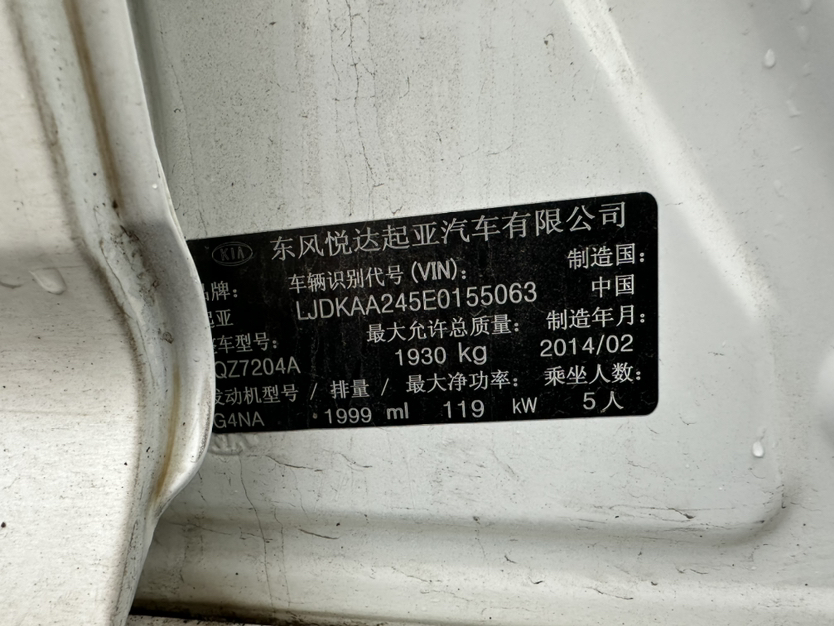 KIA 东风悦达起亚汽车有限公司
品牌: 车辆识别代号(VIN): 制造国:
起亚 LJDKAA245E0155063 中国
整车型号: 最大允许总质量: 制造年月:
QZ7204A 1930 kg 2014/02
发动机型号 / 排量 / 最大净功率: 乘坐人数:
G4NA 1999 ml 119 kW 5人